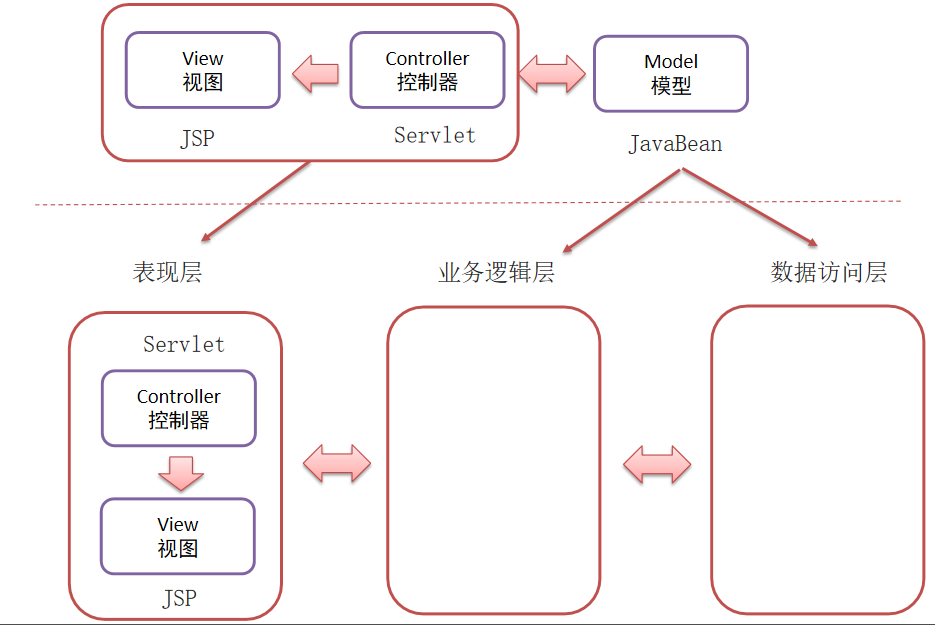 View
视图
Controller
控制器
Model
模型
JSP
Servlet
JavaBean
表现层
业务逻辑层
数据访问层
Servlet
Controller
控制器
View
视图
JSP